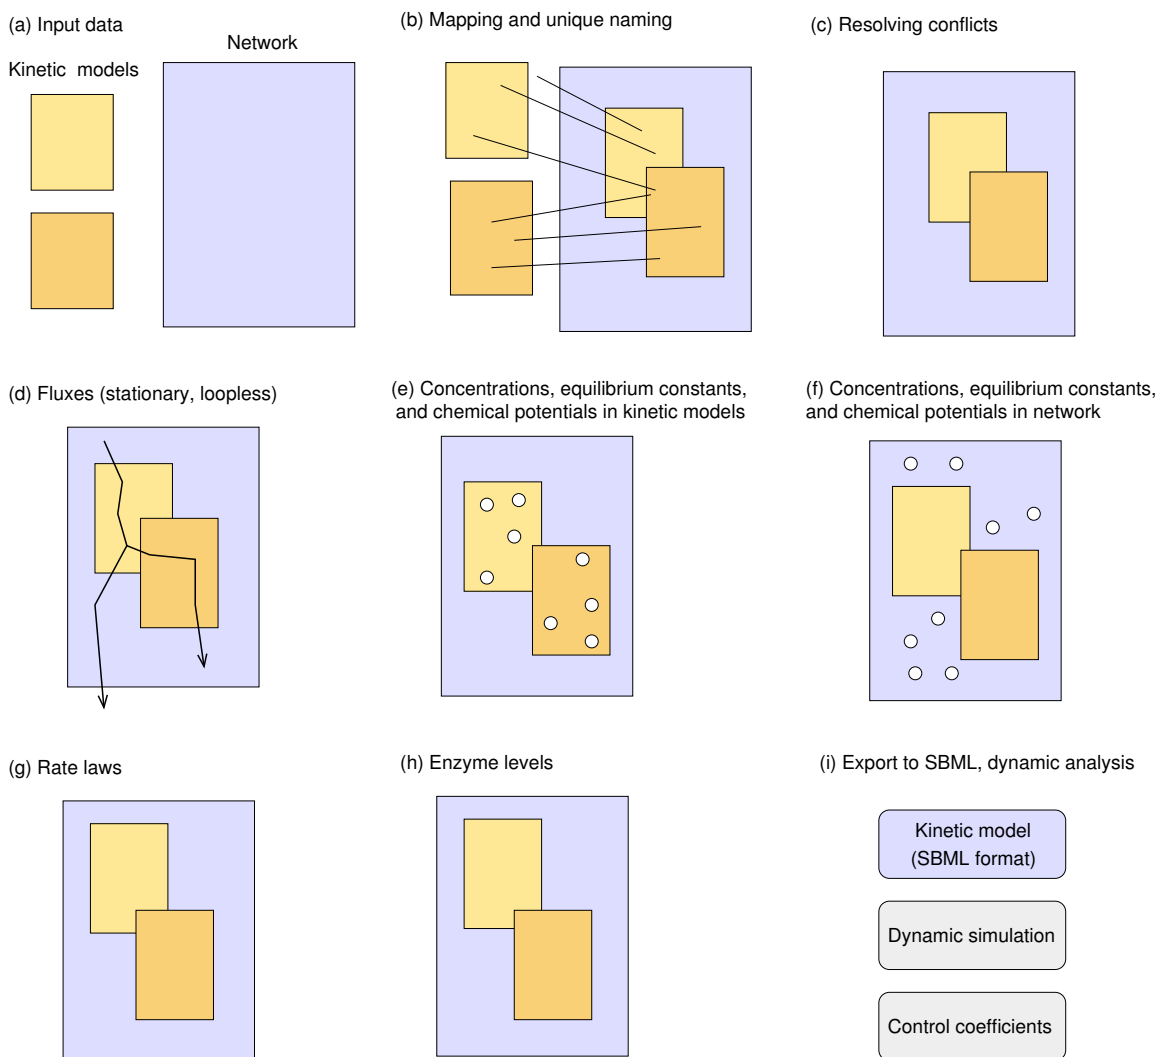 (a) Input data
Network
Kinetic models
(b) Mapping and unique naming
(c) Resolving conflicts
(d) Fluxes (stationary, loopless)
(e) Concentrations, equilibrium constants,
and chemical potentials in kinetic models
(f) Concentrations, equilibrium constants,
and chemical potentials in network
(g) Rate laws
(h) Enzyme levels
(i) Export to SBML, dynamic analysis
Kinetic model
(SBML format)
Dynamic simulation
Control coefficients